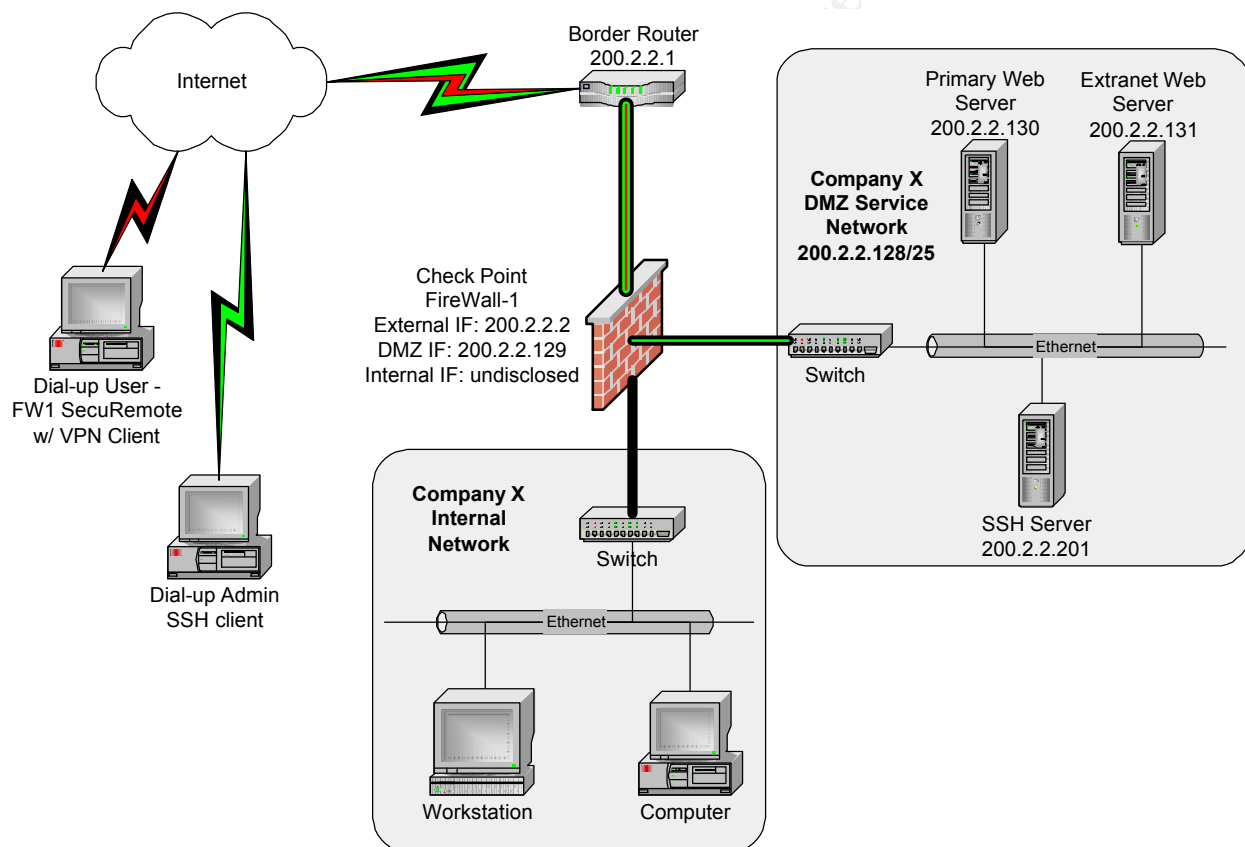 Internet
Border Router
200.2.2.1
Primary Web
Server
200.2.2.130
Extranet Web
Server
200.2.2.131
Company X
DMZ Service
Network
200.2.2.128/25
Check Point
FireWall-1
External IF: 200.2.2.2
DMZ IF: 200.2.2.129
Internal IF: undisclosed
Switch
Ethernet
Dial-up User -
FW1 SecuRemote
w/ VPN Client
SSH Server
200.2.2.201
Dial-up Admin
SSH client
Company X
Internal
Network
Switch
Ethernet
Workstation
Computer